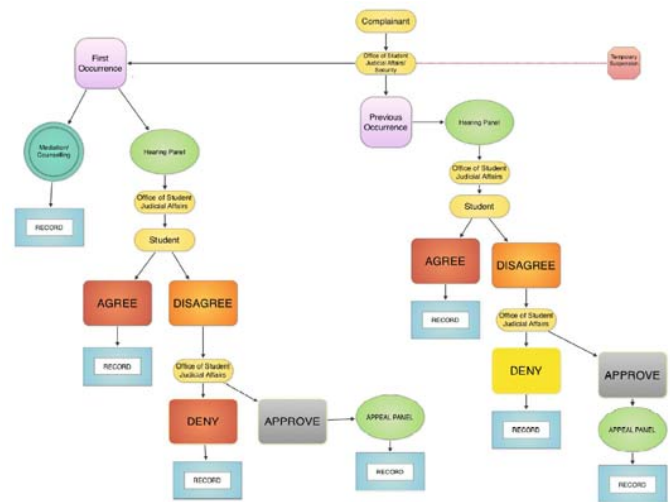 Complainant
First
Occurrence
Office of Student
Judicial Affairs/
Security
Temporary
Suspension
Previous
Occurrence
Hearing Panel
Mediation/
Counselling
Hearing Panel
Office of Student
Judicial Affairs
Student
RECORD
Office of Student
Judicial Affairs
Student
AGREE
DISAGREE
AGREE
DISAGREE
RECORD
Office of Student
Judicial Affairs
RECORD
Office of Student
Judicial Affairs
DENY
APPROVE
DENY
APPROVE
APPEAL PANEL
RECORD
APPEAL PANEL
RECORD
RECORD
RECORD